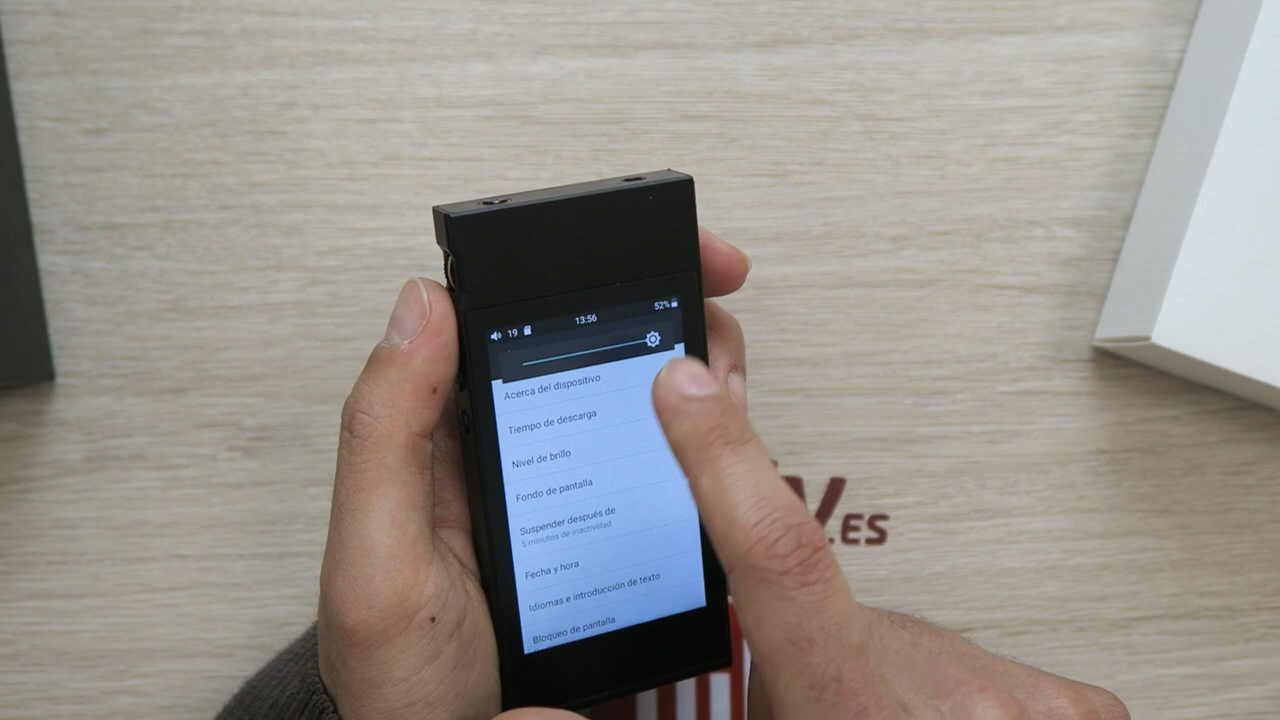 19
13:56
52%
Acerca del dispositivo
Tiempo de descarga
Nivel de brillo
Fondo de pantalla
Suspender después de
5 minutos de inactividad
Fecha y hora
Idiomas e introducción de texto
Bloqueo de pantalla
.ES